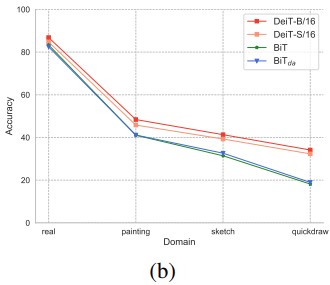 100
80
60
40
20
0
Accuracy
DeiT-B/16
DeiT-S/16
BiT
BiT_da
real painting sketch quickdraw
Domain
(b)